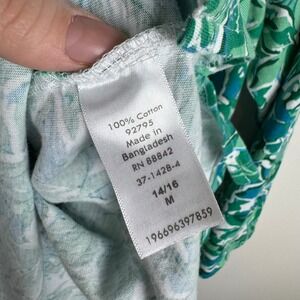 100% Cotton
92795
Made in
Bangladesh
RN 88842
37-1428-4
14/16
M
196696397859